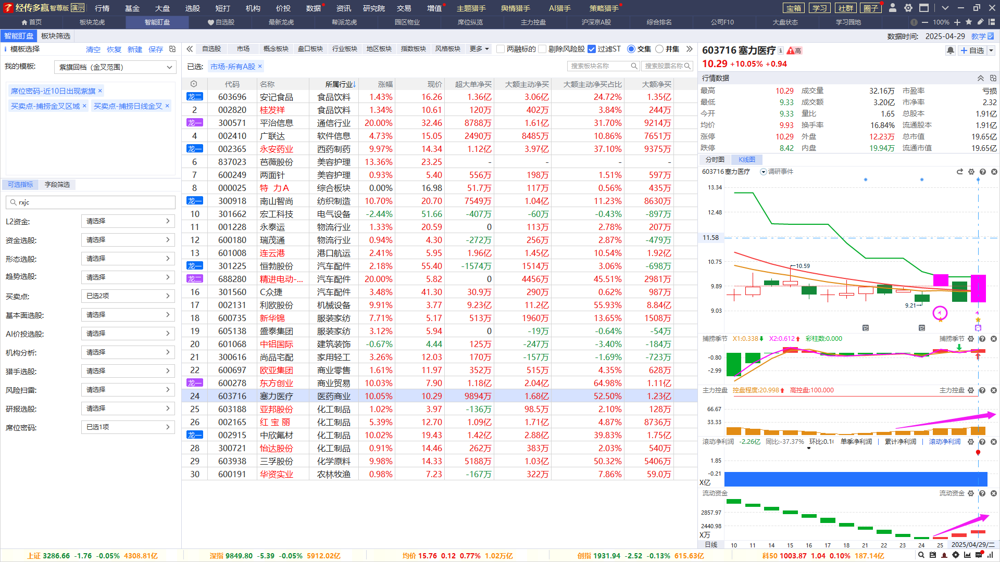 经传多赢 智尊版 演示 行情 基金 大盘 选股 短打 机构 价投 数据 资讯 研究院 交易 增值 主题猎手 舆情猎手 AI猎手 策略猎手 宝箱 学习 社群 圈子
首页 板块龙虎 智能盯盘 自选股 最新龙虎 帮派龙虎 园区物业 席位纵览 主力控盘 沪深京A股 综合排名 公司F10 大盘状态 学习园地 100%
智能盯盘 板块筛选 数据时间: 2025-04-29 教学
模板选择 清空 恢复 新建 保存
我的模板: 紫旗回档（金叉范围）
席位密码-近10日出现紫旗 ×
买卖点-捕捞金叉区域 × 买卖点-捕捞日线金叉 ×
可选指标 字段筛选
rxjc
L2资金: 请选择
资金选股: 请选择
形态选股: 请选择
趋势选股: 请选择
买卖点: 已选2项
基本面选股: 请选择
AI价投选股: 请选择
机构分析: 请选择
猎手选股: 请选择
风险扫雷: 请选择
研报选股: 请选择
席位密码: 已选1项
自选股 市场 概念板块 盘口板块 行业板块 地区板块 指数板块 风格板块 更多 两融标的 剔除风险股 过滤ST 交集 并集
已选: 市场-所有A股 × 搜索板块名称 搜索股票名称
代码 名称 所属行业↓ 涨幅 现价 超大单净买 大额主动净买 大额主动净买占比 大额净买
龙二 603696 安记食品 食品饮料 1.43% 16.26 1.36亿 3.06亿 24.72% 1.35亿
2 002820 桂发祥 食品饮料 1.34% 10.61 120万 402万 3.84% 244万
龙一 300571 平治信息 通信行业 20.00% 32.46 8788万 1.61亿 31.70% 9214万
4 002410 广联达 软件信息 4.73% 15.05 2490万 8485万 10.86% 7651万
龙一 002365 永安药业 西药制药 9.97% 14.34 1.12亿 3.97亿 37.10% 9375万
6 837023 芭薇股份 美容护理 13.36% 23.25 - - - -
7 600249 两面针 美容护理 0.93% 5.40 556万 198万 1.51% 597万
8 000025 特 力A 综合板块 0.00% 16.98 51.7万 117万 0.56% 435万
龙一 300918 南山智尚 纺织制造 10.70% 20.70 7549万 1.04亿 11.23% 8630万
10 301662 宏工科技 电气设备 -2.44% 51.66 -407万 -60万 -0.43% -897万
11 001228 永泰运 物流行业 1.33% 20.59 0 113万 2.78% 207万
12 600180 瑞茂通 物流行业 0.94% 4.30 -272万 256万 2.87% -479万
13 601008 连云港 港口航运 2.41% 5.95 1.96亿 1.45亿 10.54% 1.92亿
龙一 301225 恒勃股份 汽车配件 2.18% 55.40 -1574万 1514万 3.06% -698万
龙二 688280 精进电动-... 汽车配件 20.00% 5.82 0 4456万 45.51% 2981万
16 301560 C众捷 汽车配件 3.48% 41.30 30.9万 290万 0.62% 987万
17 002131 利欧股份 机械设备 9.91% 3.77 9.23亿 11.2亿 55.93% 8.84亿
18 600735 新华锦 服装家纺 7.71% 5.17 513万 1960万 13.65% 1508万
19 605138 盛泰集团 服装家纺 3.12% 5.94 0 -19万 -0.64% -54万
20 601068 中铝国际 建筑装饰 -0.67% 4.44 125万 -247万 -3.40% -184万
21 300616 尚品宅配 家用轻工 3.26% 12.03 170万 -157万 -1.69% -723万
22 600697 欧亚集团 商业零售 1.61% 11.97 352万 515万 4.35% 628万
龙一 600278 东方创业 商业贸易 10.03% 7.90 1.18亿 2.04亿 64.98% 1.11亿
24 603716 塞力医疗 医药商业 10.05% 10.29 9894万 1.68亿 52.50% 1.23亿
25 603188 亚邦股份 化工制品 1.02% 3.97 -136万 98.5万 2.10% 128万
26 002165 红 宝 丽 化工制品 5.39% 12.70 1.09亿 1.71亿 4.87% 8736万
龙一 002915 中欣氟材 化工制品 10.02% 19.43 1.42亿 2.88亿 39.83% 1.75亿
28 300721 怡达股份 化工制品 0.91% 14.46 262万 383万 2.03% 540万
29 603938 三孚股份 化学原料 9.98% 14.33 5188万 1.03亿 50.32% 5406万
30 600191 华资实业 农林牧渔 0.98% 7.23 -167万 322万 7.86% 59.0万
603716 塞力医疗 高 自选
10.29 +10.05% +0.94
行情数据
最高 10.29 成交量 32.16万 市盈率 亏损
最低 9.33 成交额 3.20亿 市净率 2.32
今开 9.33 量比 1.65 总股本 1.91亿
均价 9.93 换手率 16.84% 流通股本 1.91亿
涨停 10.29 外盘 12.23万 总市值 19.65亿
跌停 8.42 内盘 19.94万 流通市值 19.65亿
分时图 K线图
603716 塞力医疗 调研事件
13.34
12.48
11.58
10.75
10.59
9.89
9.21
9.03
捕捞季节 X1:0.338 X2:0.612 彩柱数:0.000 捕捞季节
-0.80
-2.99
主力控盘 控盘程度:20.998 高控盘:100.000 主力控盘
66.67
33.33
滚动净利润 -2.26亿 同比:-37.37% 环比:0.1 单季净利润 | 累计净利润 | 滚动净利润
1.85
-0.21
X亿
流动资金 流动资金
2857.97
2440.98
X万
日线 10 11 14 15 16 17 18 21 22 23 24 25 2025/04/29/二
上证 3286.66 -1.76 -0.05% 4308.81亿 深指 9849.80 -5.39 -0.05% 5912.02亿 均价 15.76 0.12 0.77% 1.02万亿 创指 1931.94 -2.52 -0.13% 615.63亿 科50 1003.87 1.04 0.10% 187.14亿